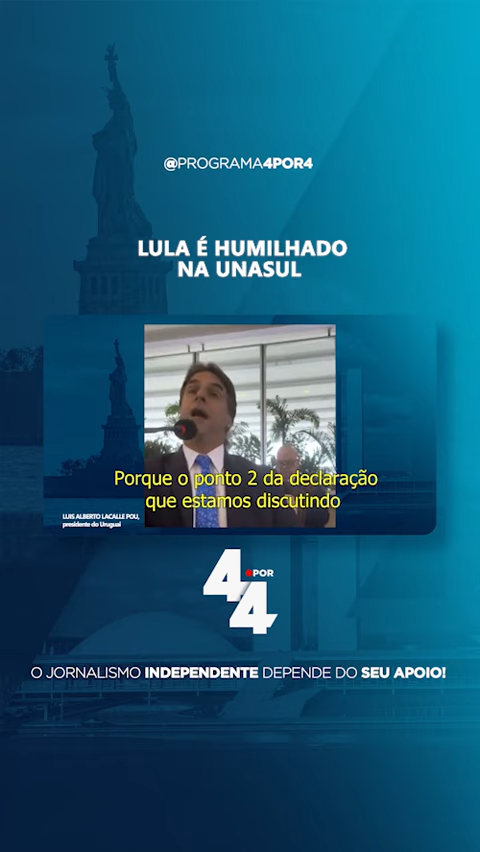 @PROGRAMA4POR4
LULA É HUMILHADO
NA UNASUL
Porque o ponto 2 da declaração
que estamos discutindo
LUIS ALBERTO LACALLE POU,
presidente do Uruguai
4 POR 4
O JORNALISMO INDEPENDENTE DEPENDE DO SEU APOIO!